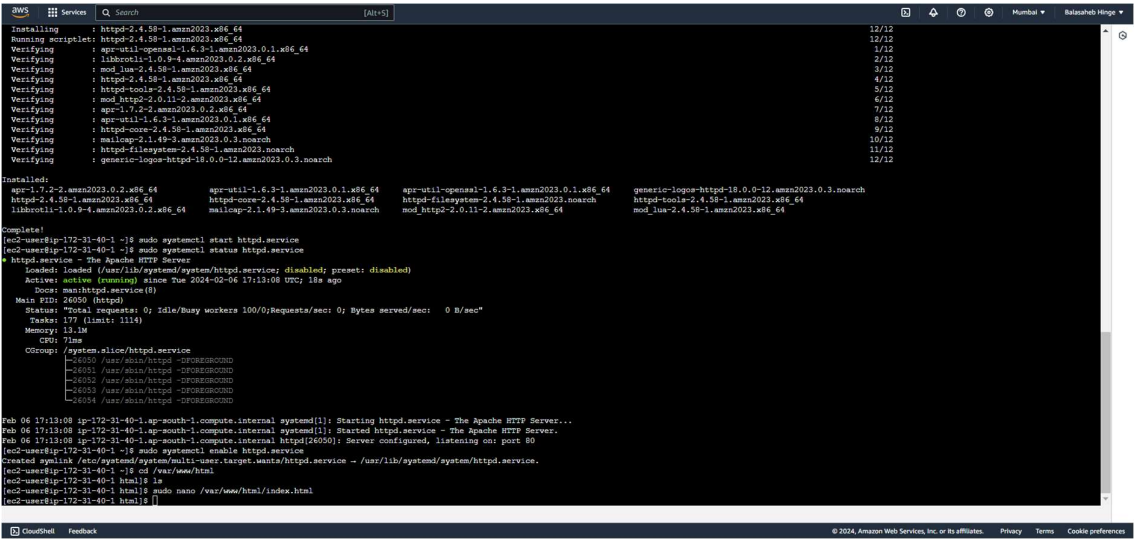 aws Services Search [Alt+S] Mumbai ▼ Balasaheb Hinge ▼
Installing : httpd-2.4.58-1.amzn2023.x86_64 12/12
Running scriptlet: httpd-2.4.58-1.amzn2023.x86_64 12/12
Verifying : apr-util-openssl-1.6.3-1.amzn2023.0.1.x86_64 1/12
Verifying : libbrotli-1.0.9-4.amzn2023.0.2.x86_64 2/12
Verifying : mod_lua-2.4.58-1.amzn2023.x86_64 3/12
Verifying : httpd-2.4.58-1.amzn2023.x86_64 4/12
Verifying : httpd-tools-2.4.58-1.amzn2023.x86_64 5/12
Verifying : mod_http2-2.0.11-2.amzn2023.x86_64 6/12
Verifying : apr-1.7.2-2.amzn2023.0.2.x86_64 7/12
Verifying : apr-util-1.6.3-1.amzn2023.0.1.x86_64 8/12
Verifying : httpd-core-2.4.58-1.amzn2023.x86_64 9/12
Verifying : mailcap-2.1.49-3.amzn2023.0.3.noarch 10/12
Verifying : httpd-filesystem-2.4.58-1.amzn2023.noarch 11/12
Verifying : generic-logos-httpd-18.0.0-12.amzn2023.0.3.noarch 12/12
Installed:
apr-1.7.2-2.amzn2023.0.2.x86_64 apr-util-1.6.3-1.amzn2023.0.1.x86_64 apr-util-openssl-1.6.3-1.amzn2023.0.1.x86_64 generic-logos-httpd-18.0.0-12.amzn2023.0.3.noarch
httpd-2.4.58-1.amzn2023.x86_64 httpd-core-2.4.58-1.amzn2023.x86_64 httpd-filesystem-2.4.58-1.amzn2023.noarch httpd-tools-2.4.58-1.amzn2023.x86_64
libbrotli-1.0.9-4.amzn2023.0.2.x86_64 mailcap-2.1.49-3.amzn2023.0.3.noarch mod_http2-2.0.11-2.amzn2023.x86_64 mod_lua-2.4.58-1.amzn2023.x86_64
Complete!
[ec2-user@ip-172-31-40-1 ~]$ sudo systemctl start httpd.service
[ec2-user@ip-172-31-40-1 ~]$ sudo systemctl status httpd.service
● httpd.service - The Apache HTTP Server
Loaded: loaded (/usr/lib/systemd/system/httpd.service; disabled; preset: disabled)
Active: active (running) since Tue 2024-02-06 17:13:08 UTC; 18s ago
Docs: man:httpd.service(8)
Main PID: 26050 (httpd)
Status: "Total requests: 0; Idle/Busy workers 100/0;Requests/sec: 0; Bytes served/sec: 0 B/sec"
Tasks: 177 (limit: 1114)
Memory: 13.1M
CPU: 71ms
CGroup: /system.slice/httpd.service
├─26050 /usr/sbin/httpd -DFOREGROUND
├─26051 /usr/sbin/httpd -DFOREGROUND
├─26052 /usr/sbin/httpd -DFOREGROUND
├─26053 /usr/sbin/httpd -DFOREGROUND
└─26054 /usr/sbin/httpd -DFOREGROUND
Feb 06 17:13:08 ip-172-31-40-1.ap-south-1.compute.internal systemd[1]: Starting httpd.service - The Apache HTTP Server...
Feb 06 17:13:08 ip-172-31-40-1.ap-south-1.compute.internal systemd[1]: Started httpd.service - The Apache HTTP Server.
Feb 06 17:13:08 ip-172-31-40-1.ap-south-1.compute.internal httpd[26050]: Server configured, listening on: port 80
[ec2-user@ip-172-31-40-1 ~]$ sudo systemctl enable httpd.service
Created symlink /etc/systemd/system/multi-user.target.wants/httpd.service → /usr/lib/systemd/system/httpd.service.
[ec2-user@ip-172-31-40-1 ~]$ cd /var/www/html
[ec2-user@ip-172-31-40-1 html]$ ls
[ec2-user@ip-172-31-40-1 html]$ sudo nano /var/www/html/index.html
[ec2-user@ip-172-31-40-1 html]$
CloudShell Feedback © 2024, Amazon Web Services, Inc. or its affiliates. Privacy Terms Cookie preferences